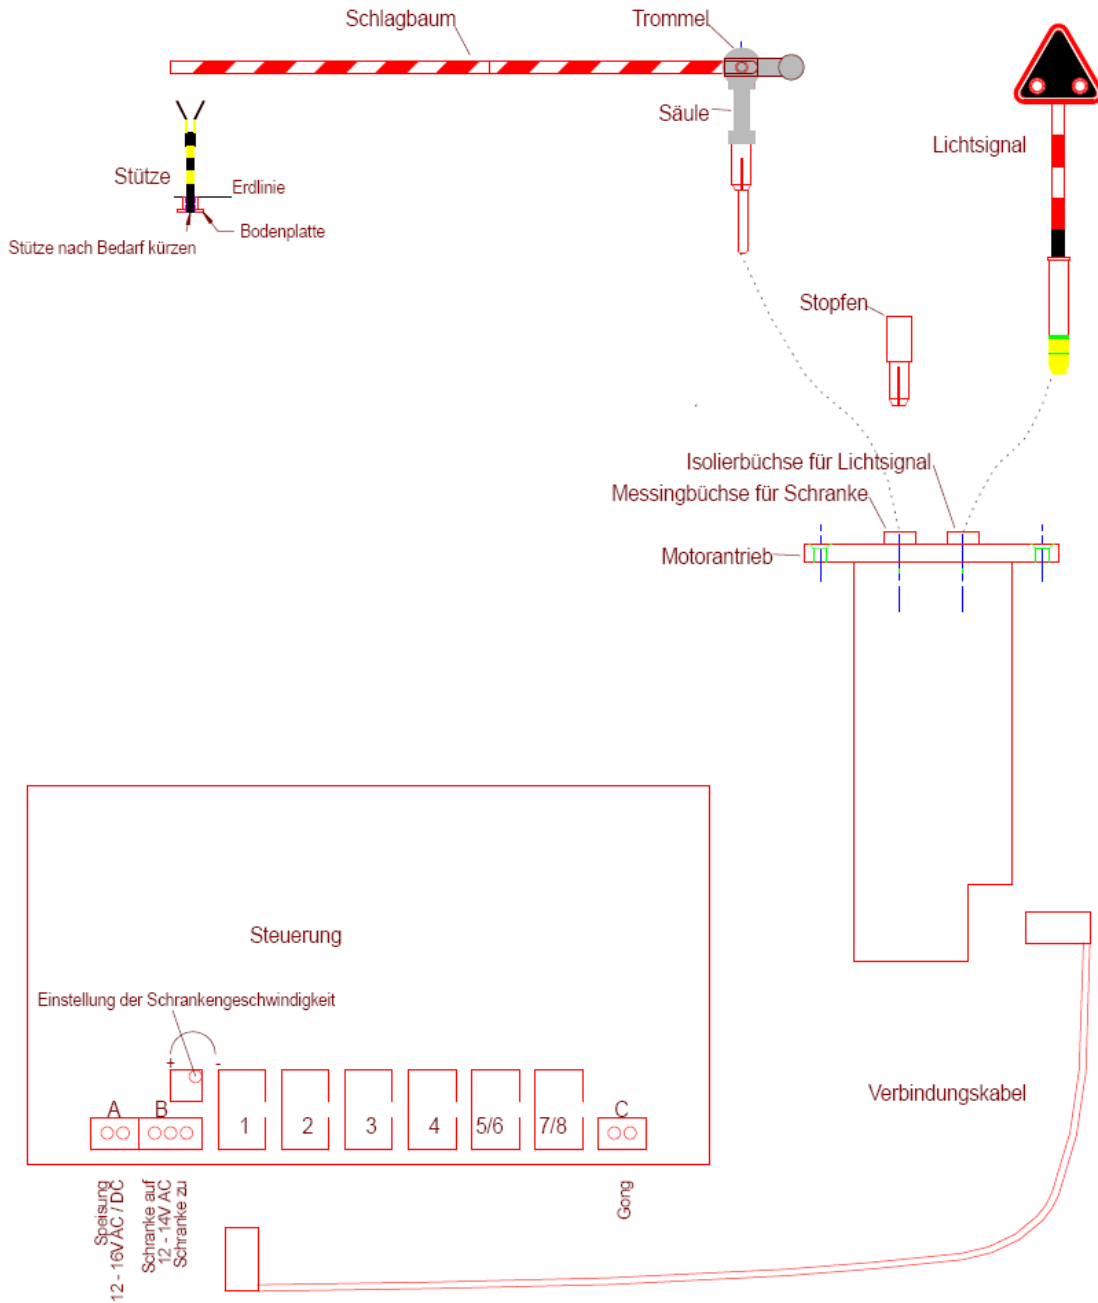 Schlagbaum
Trommel
Säule
Lichtsignal
Stütze
Erdlinie
Bodenplatte
Stütze nach Bedarf kürzen
Stopfen
Isolierbüchse für Lichtsignal
Messingbüchse für Schranke
Motorantrieb
Steuerung
Einstellung der Schrankengeschwindigkeit
+ -
A B 1 2 3 4 5/6 7/8 C
Verbindungskabel
Speisung
12 - 16V AC / DC
Schranke auf
12 - 14V AC
Schranke zu
Gong